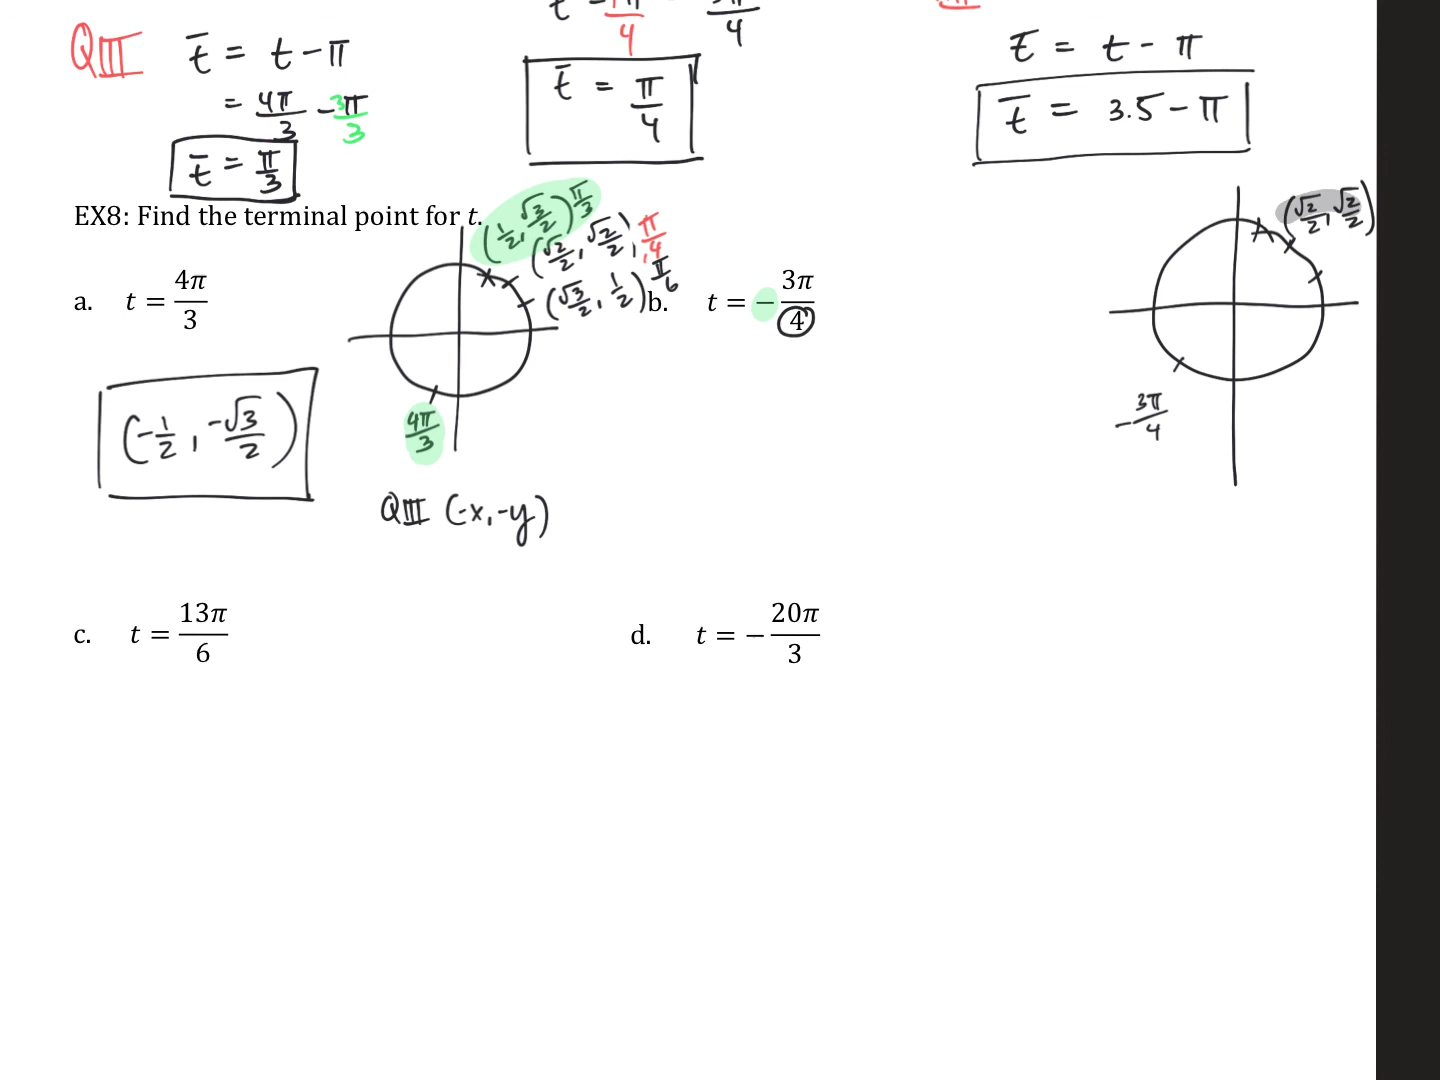 QIII t̄ = t - π
= 4π/3 - 3π/3
t̄ = π/3
t̄ = π/4
t̄ = t - π
t̄ = 3.5 - π
EX8: Find the terminal point for t.
(1/2, √3/2) π/3
(√2/2, √2/2), π/4
(√3/2, 1/2) π/6
(√2/2, √2/2)
a. t = 4π/3
b. t = - 3π/4
(-1/2, -√3/2)
4π/3
-3π/4
QIII (-x, -y)
c. t = 13π/6
d. t = - 20π/3